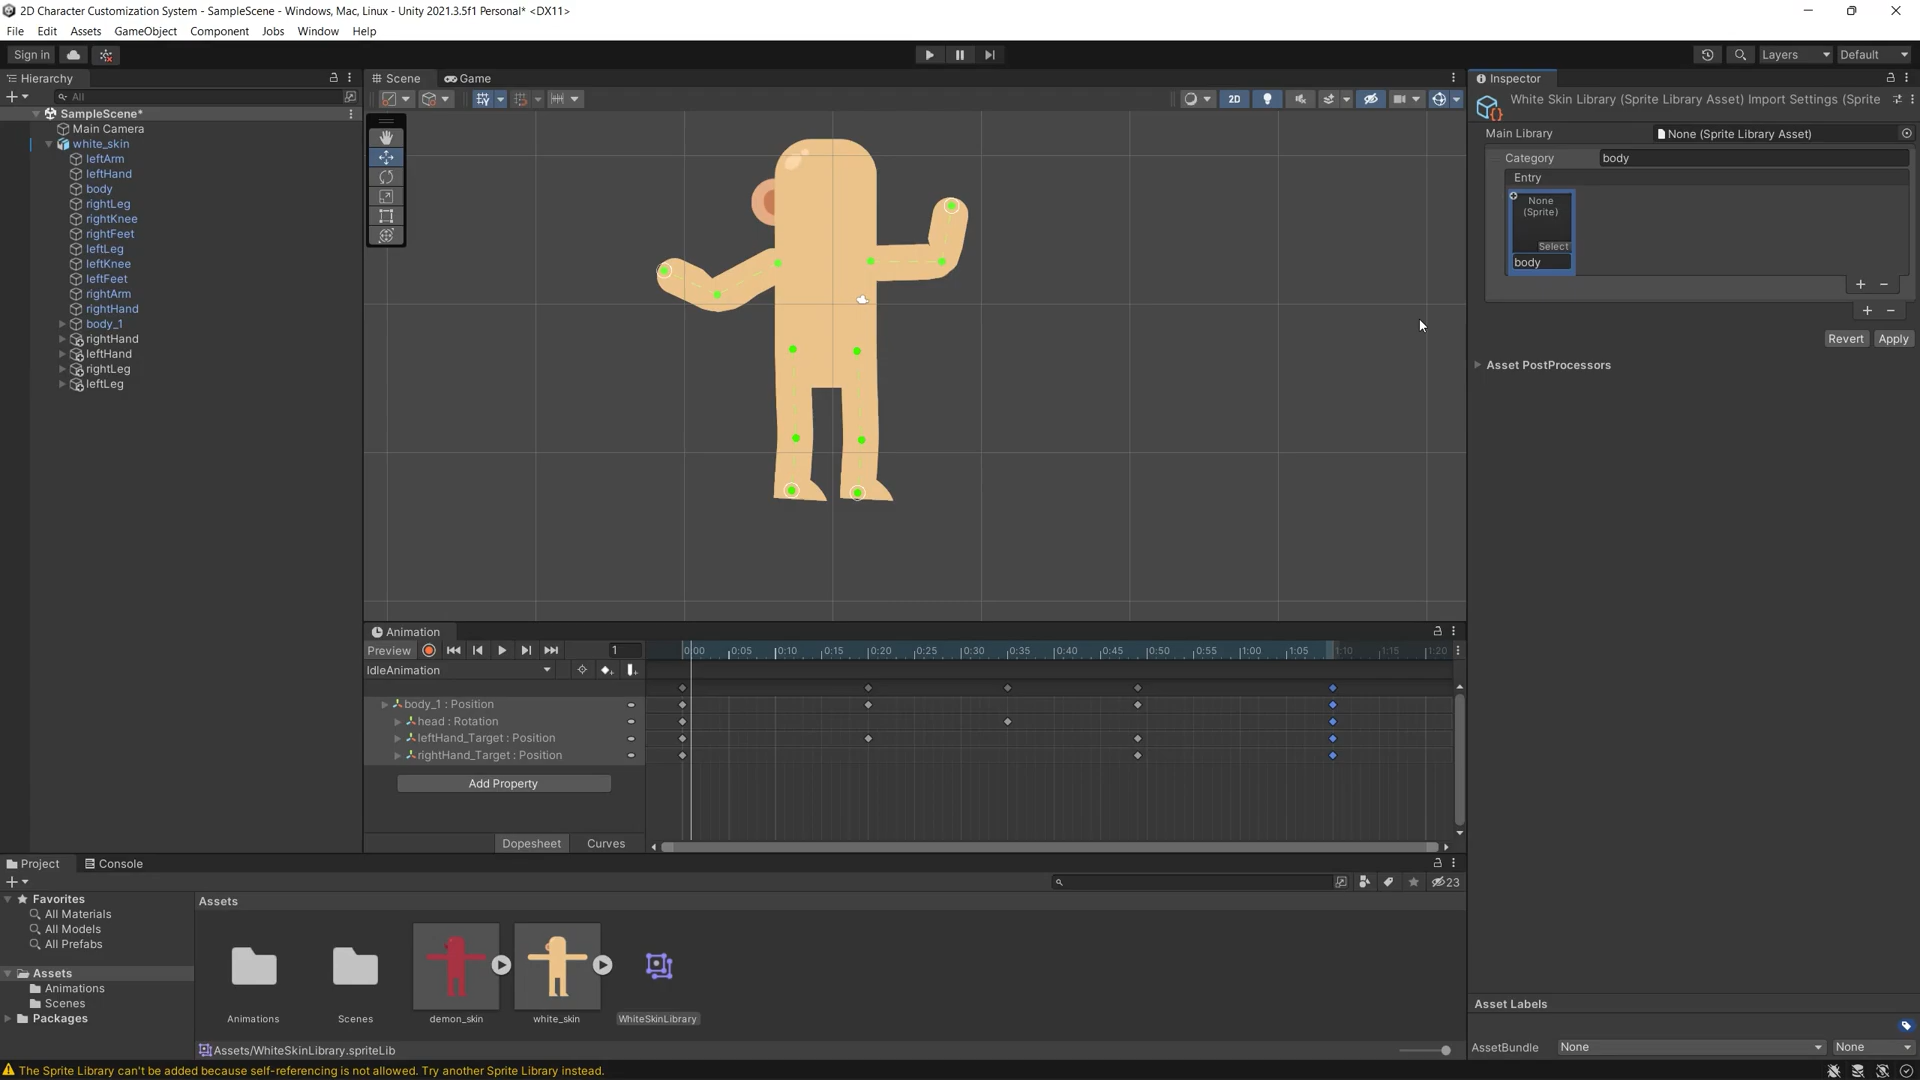 2D Character Customization System - SampleScene - Windows, Mac, Linux - Unity 2021.3.5f1 Personal* <DX11>
File Edit Assets GameObject Component Jobs Window Help
Sign in
Layers
Default
Hierarchy
All
SampleScene*
Main Camera
white_skin
leftArm
leftHand
body
rightLeg
rightKnee
rightFeet
leftLeg
leftKnee
leftFeet
rightArm
rightHand
body_1
rightHand
leftHand
rightLeg
leftLeg
Scene Game
2D
Inspector
White Skin Library (Sprite Library Asset) Import Settings (Sprite
Main Library None (Sprite Library Asset)
Category body
Entry
None
(Sprite)
Select
body
Revert Apply
Asset PostProcessors
Animation
Preview 1
0:00 0:05 0:10 0:15 0:20 0:25 0:30 0:35 0:40 0:45 0:50 0:55 1:00 1:05 1:10 1:15 1:20
IdleAnimation
body_1 : Position
head : Rotation
leftHand_Target : Position
rightHand_Target : Position
Add Property
Dopesheet Curves
Project Console
23
Favorites
All Materials
All Models
All Prefabs
Assets
Animations
Scenes
Packages
Assets
Animations Scenes demon_skin white_skin WhiteSkinLibrary
Assets/WhiteSkinLibrary.spriteLib
Asset Labels
AssetBundle None None
The Sprite Library can't be added because self-referencing is not allowed. Try another Sprite Library instead.